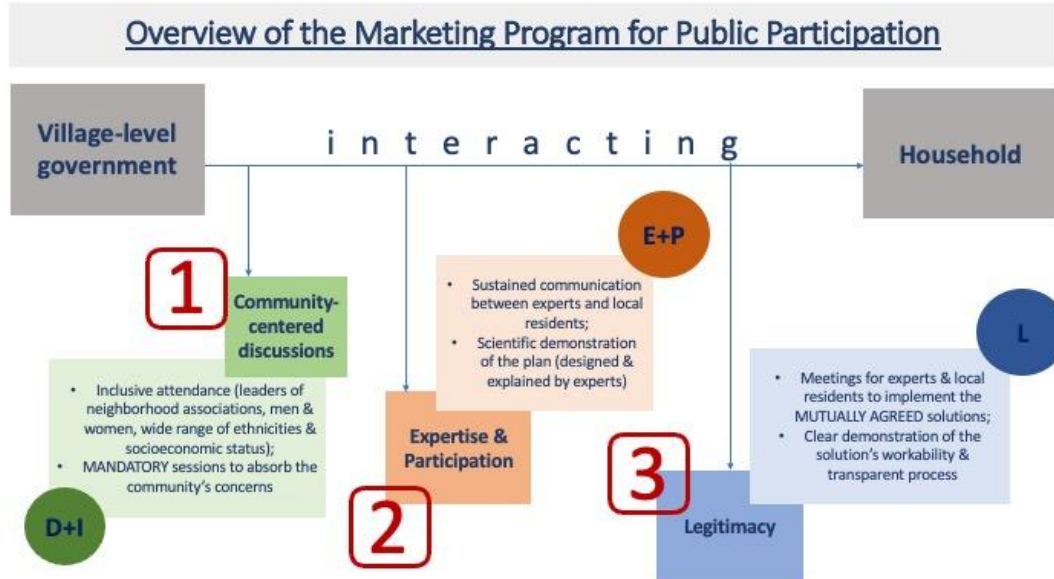 Overview of the Marketing Program for Public Participation
Village-level
government
interacting
Household
1
Community-
centered
discussions
• Inclusive attendance (leaders of
neighborhood associations, men &
women, wide range of ethnicities &
socioeconomic status);
• MANDATORY sessions to absorb the
community's concerns
D+I
E+P
• Sustained communication
between experts and local
residents;
• Scientific demonstration
of the plan (designed &
explained by experts)
Expertise &
Participation
2
L
• Meetings for experts & local
residents to implement the
MUTUALLY AGREED solutions;
• Clear demonstration of the
solution's workability &
transparent process
3
Legitimacy